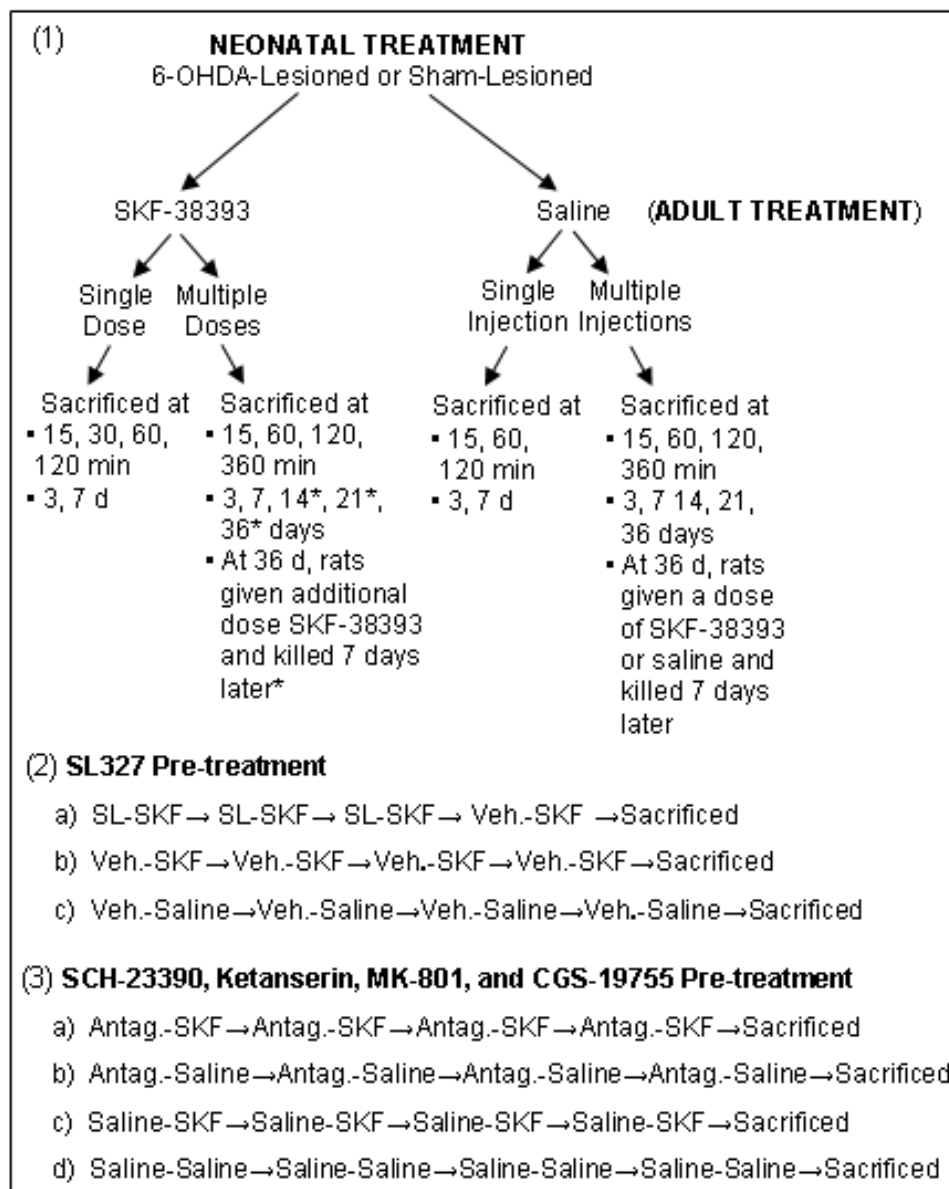 (1)
NEONATAL TREATMENT
6-OHDA-Lesioned or Sham-Lesioned
SKF-38393
Saline (ADULT TREATMENT)
Single
Dose
Multiple
Doses
Single
Injection
Multiple
Injections
Sacrificed at
▪ 15, 30, 60,
120 min
▪ 3, 7 d
Sacrificed at
▪ 15, 60, 120,
360 min
▪ 3, 7, 14*, 21*,
36* days
▪ At 36 d, rats
given additional
dose SKF-38393
and killed 7 days
later*
Sacrificed at
▪ 15, 60,
120 min
▪ 3, 7 d
Sacrificed at
▪ 15, 60, 120,
360 min
▪ 3, 7 14, 21,
36 days
▪ At 36 d, rats
given a dose
of SKF-38393
or saline and
killed 7 days
later
(2) SL327 Pre-treatment
a) SL-SKF→ SL-SKF→ SL-SKF→ Veh.-SKF →Sacrificed
b) Veh.-SKF→Veh.-SKF→Veh.-SKF→Veh.-SKF→Sacrificed
c) Veh.-Saline→Veh.-Saline→Veh.-Saline→Veh.-Saline→Sacrificed
(3) SCH-23390, Ketanserin, MK-801, and CGS-19755 Pre-treatment
a) Antag.-SKF→Antag.-SKF→Antag.-SKF→Antag.-SKF→Sacrificed
b) Antag.-Saline→Antag.-Saline→Antag.-Saline→Antag.-Saline→Sacrificed
c) Saline-SKF→Saline-SKF→Saline-SKF→Saline-SKF→Sacrificed
d) Saline-Saline→Saline-Saline→Saline-Saline→Saline-Saline→Sacrificed